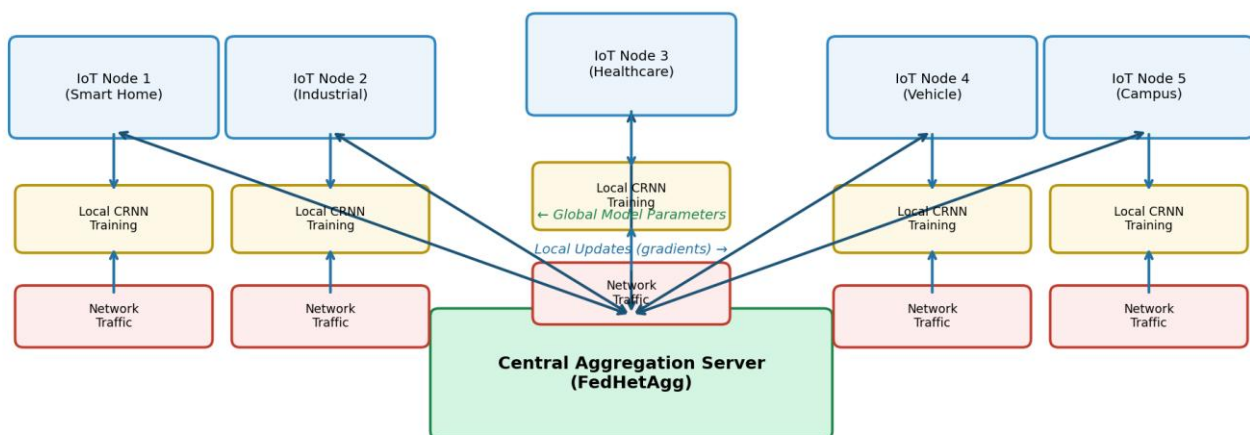 IoT Node 1
(Smart Home)
IoT Node 2
(Industrial)
IoT Node 3
(Healthcare)
IoT Node 4
(Vehicle)
IoT Node 5
(Campus)
Local CRNN
Training
Local CRNN
Training
Local CRNN
Training
Local CRNN
Training
Local CRNN
Training
← Global Model Parameters
Local Updates (gradients) →
Network
Traffic
Network
Traffic
Network
Traffic
Network
Traffic
Network
Traffic
Central Aggregation Server
(FedHetAgg)